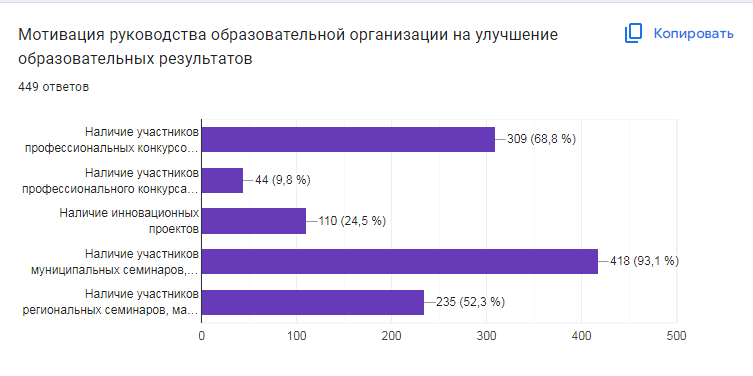 Мотивация руководства образовательной организации на улучшение
образовательных результатов
Копировать
449 ответов
Наличие участников
профессиональных конкурсо…
309 (68,8 %)
Наличие участников
профессионального конкурса…
44 (9,8 %)
Наличие инновационных
проектов
110 (24,5 %)
Наличие участников
муниципальных семинаров,…
418 (93,1 %)
Наличие участников
региональных семинаров, ма…
235 (52,3 %)
0 100 200 300 400 500